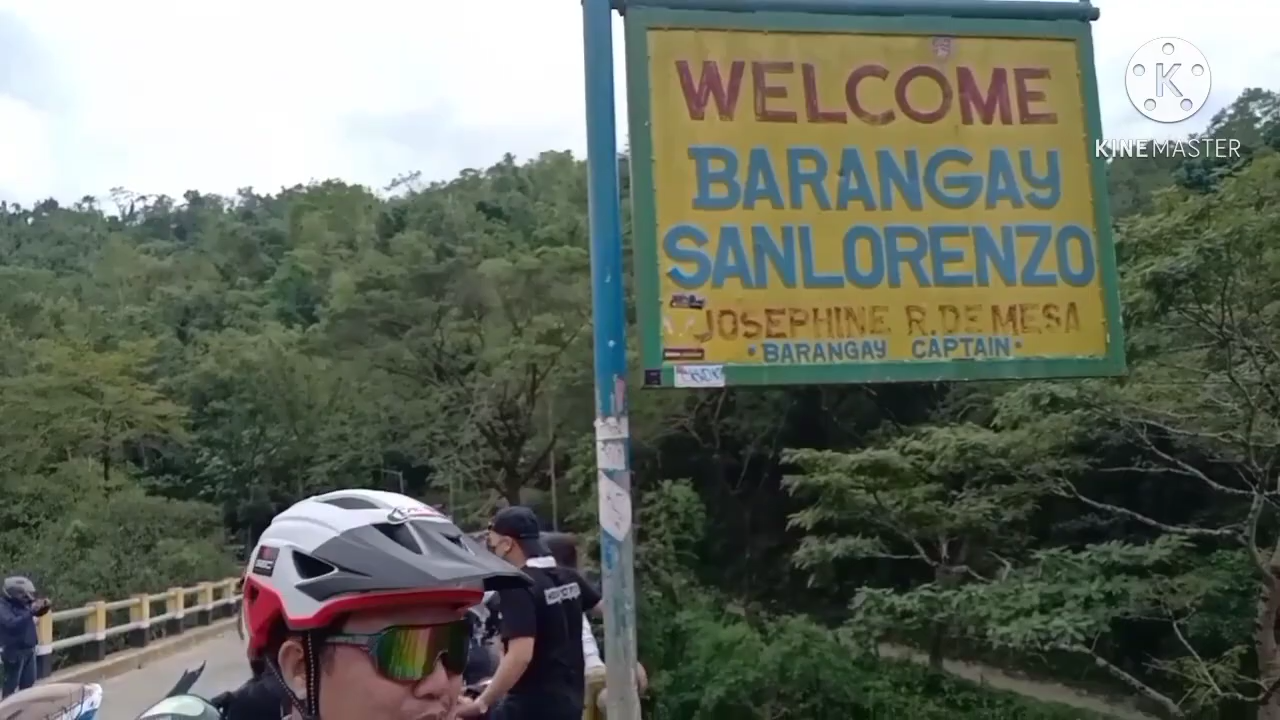 WELCOME
BARANGAY
SANLORENZO
JOSEPHINE R. DE MESA
• BARANGAY CAPTAIN •
K
KINEMASTER